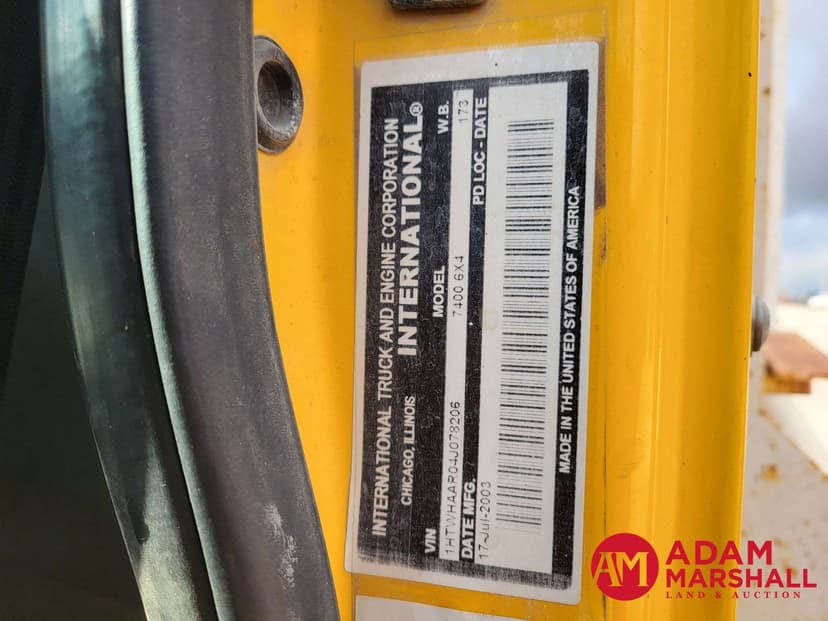 INTERNATIONAL TRUCK AND ENGINE CORPORATION
CHICAGO, ILLINOIS INTERNATIONAL®
VIN MODEL W.B.
1HTWHAAR04J078206 7400 6X4 173
DATE MFG. PD LOC - DATE
17-Jul-2003
MADE IN THE UNITED STATES OF AMERICA
AM ADAM
MARSHALL
LAND & AUCTION